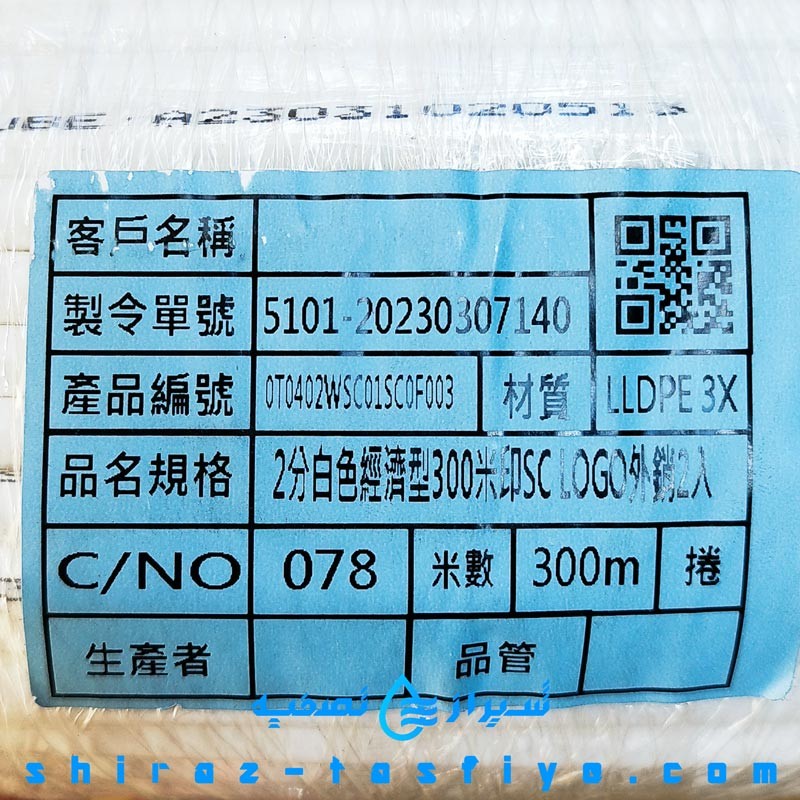 UBE · A23031020513
客戶名稱
製令單號 5101-20230307140
產品編號 0T0402WSC01SC0F003 材質 LLDPE 3X
品名規格 2分白色經濟型300米印SC LOGO外銷2入
C/NO 078 米數 300m 捲
生產者 品管
شیراز تصفیه
shiraz-tasfiye.com